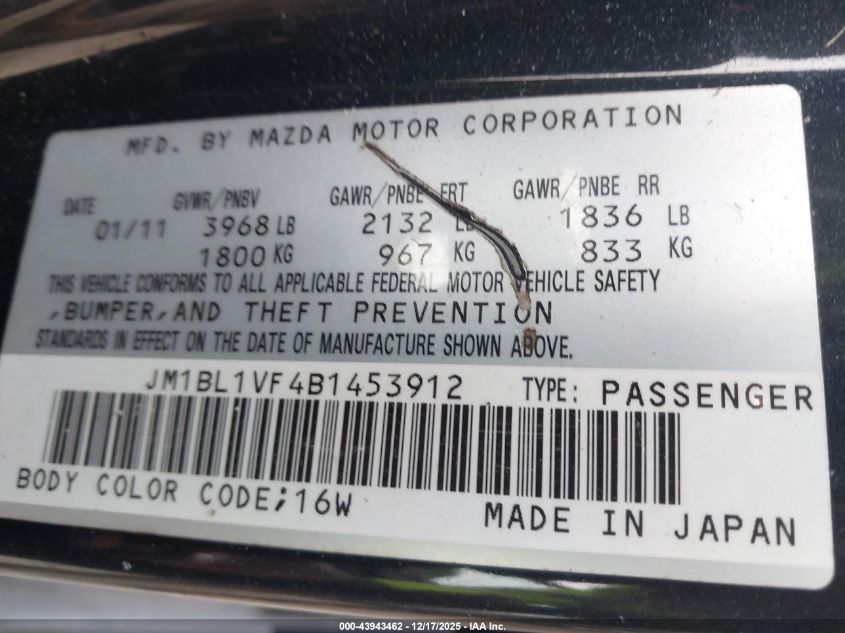 MFD. BY MAZDA MOTOR CORPORATION
DATE GVWR/PNBV GAWR/PNBE FRT GAWR/PNBE RR
01/11 3968 LB 2132 LB 1836 LB
1800 KG 967 KG 833 KG
THIS VEHICLE CONFORMS TO ALL APPLICABLE FEDERAL MOTOR VEHICLE SAFETY
,BUMPER,AND THEFT PREVENTION
STANDARDS IN EFFECT ON THE DATE OF MANUFACTURE SHOWN ABOVE.
JM1BL1VF4B1453912 TYPE: PASSENGER
BODY COLOR CODE;16W MADE IN JAPAN
000-43943462 - 12/17/2025 - IAA Inc.